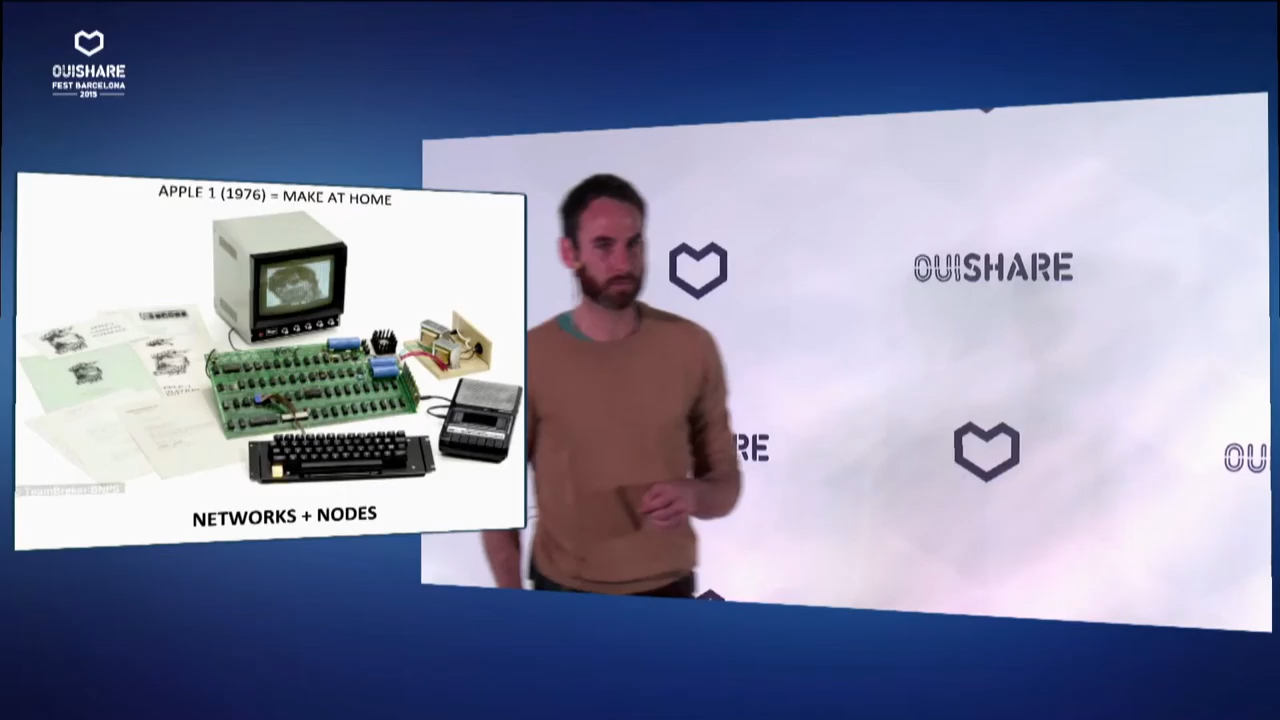 OUISHARE
FEST BARCELONA
2015
APPLE 1 (1976) = MAKE AT HOME
NETWORKS + NODES
OUISHARE
RE
OU